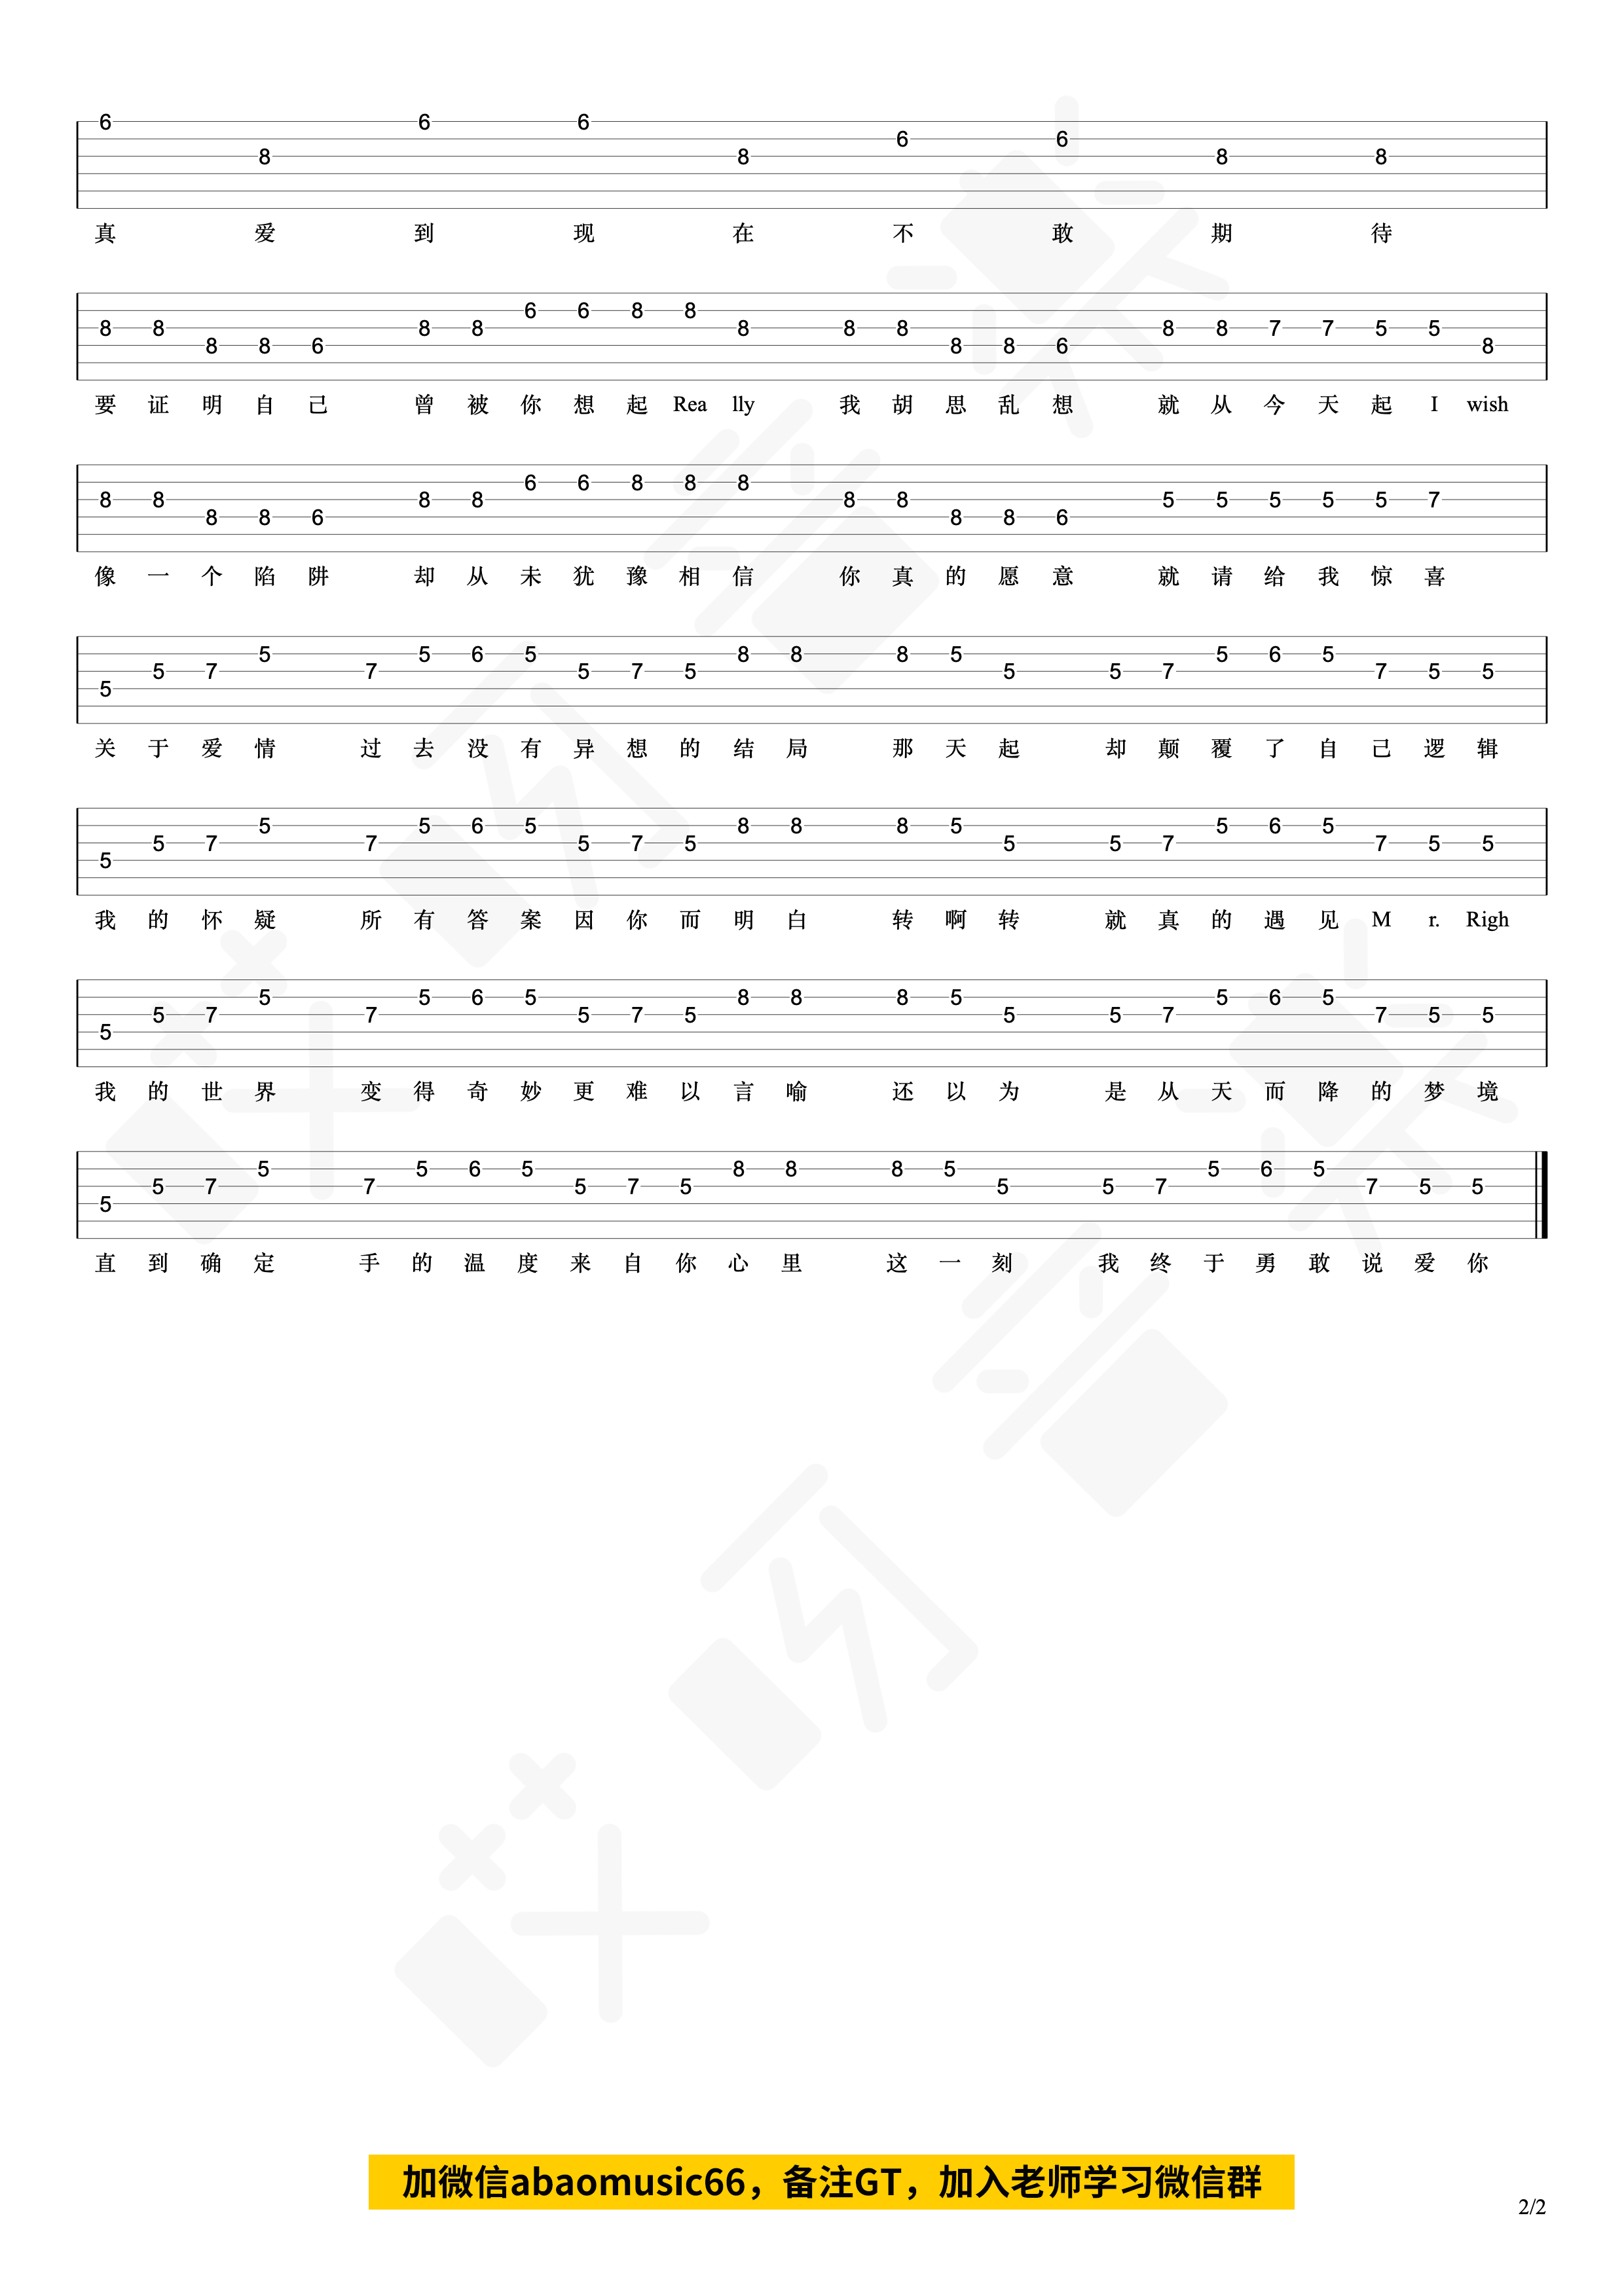 6 8 6 6 8 6 6 8 8
真 爱 到 现 在 不 敢 期 待
8 8 8 8 6 8 8 6 6 8 8 8 8 8 8 8 6 8 8 7 7 5 5 8
要 证 明 自 己 曾 被 你 想 起 Rea lly 我 胡 思 乱 想 就 从 今 天 起 I wish
8 8 8 8 6 8 8 6 6 8 8 8 8 8 8 8 6 5 5 5 5 5 7
像 一 个 陷 阱 却 从 未 犹 豫 相 信 你 真 的 愿 意 就 请 给 我 惊 喜
5 5 7 5 7 5 6 5 5 7 5 8 8 8 5 5 5 7 5 6 5 7 5 5
关 于 爱 情 过 去 没 有 异 想 的 结 局 那 天 起 却 颠 覆 了 自 己 逻 辑
5 5 7 5 7 5 6 5 5 7 5 8 8 8 5 5 5 7 5 6 5 7 5 5
我 的 怀 疑 所 有 答 案 因 你 而 明 白 转 啊 转 就 真 的 遇 见 M r. Righ
5 5 7 5 7 5 6 5 5 7 5 8 8 8 5 5 5 7 5 6 5 7 5 5
我 的 世 界 变 得 奇 妙 更 难 以 言 喻 还 以 为 是 从 天 而 降 的 梦 境
5 5 7 5 7 5 6 5 5 7 5 8 8 8 5 5 5 7 5 6 5 7 5 5
直 到 确 定 手 的 温 度 来 自 你 心 里 这 一 刻 我 终 于 勇 敢 说 爱 你
加微信abaomusic66，备注GT，加入老师学习微信群
2/2